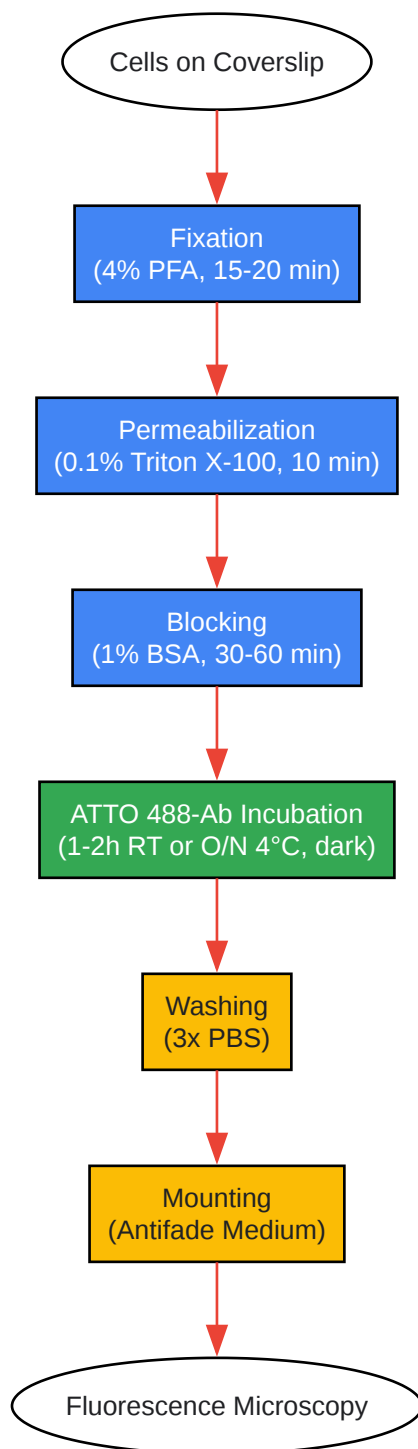 Cells on Coverslip
Fixation
(4% PFA, 15-20 min)
Permeabilization
(0.1% Triton X-100, 10 min)
Blocking
(1% BSA, 30-60 min)
ATTO 488-Ab Incubation
(1-2h RT or O/N 4°C, dark)
Washing
(3x PBS)
Mounting
(Antifade Medium)
Fluorescence Microscopy